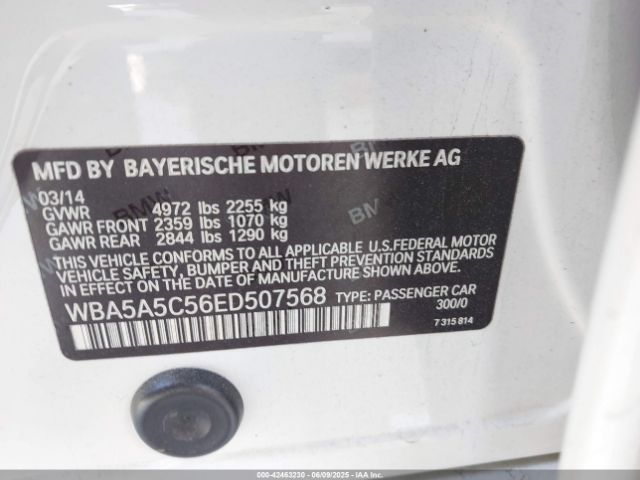 MFD BY BAYERISCHE MOTOREN WERKE AG
03/14
GVWR 4972 lbs 2255 kg
GAWR FRONT 2359 lbs 1070 kg
GAWR REAR 2844 lbs 1290 kg
THIS VEHICLE CONFORMS TO ALL APPLICABLE U.S.FEDERAL MOTOR
VEHICLE SAFETY, BUMPER AND THEFT PREVENTION STANDARDS
IN EFFECT ON THE DATE OF MANUFACTURE SHOWN ABOVE.
WBA5A5C56ED507568 TYPE: PASSENGER CAR
300/0
7 315 814
000-42463230 - 06/09/2025 - IAAI.COM